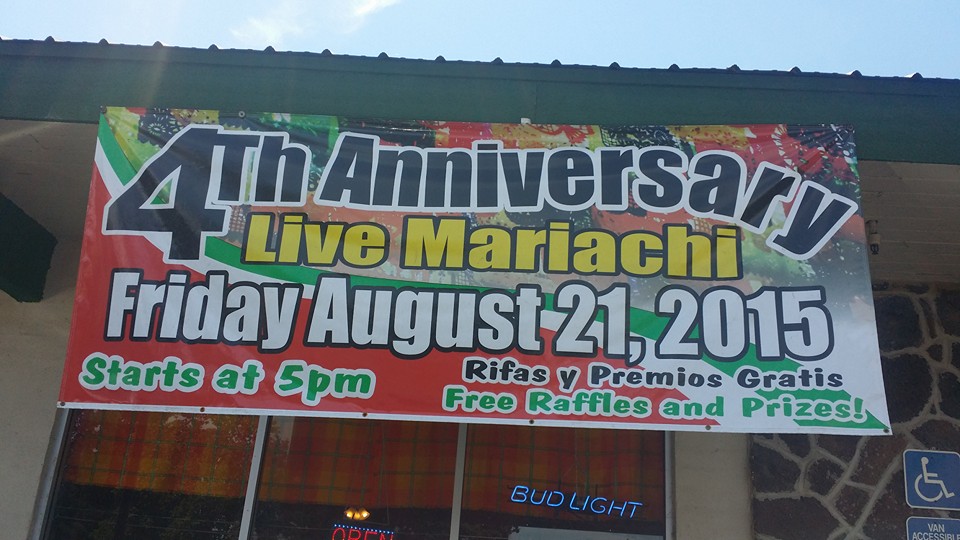 4Th Anniversary
Live Mariachi
Friday August 21, 2015
Starts at 5pm
Rifas y Premios Gratis
Free Raffles and Prizes!
BUD LIGHT
OPEN
VAN
ACCESSIBLE